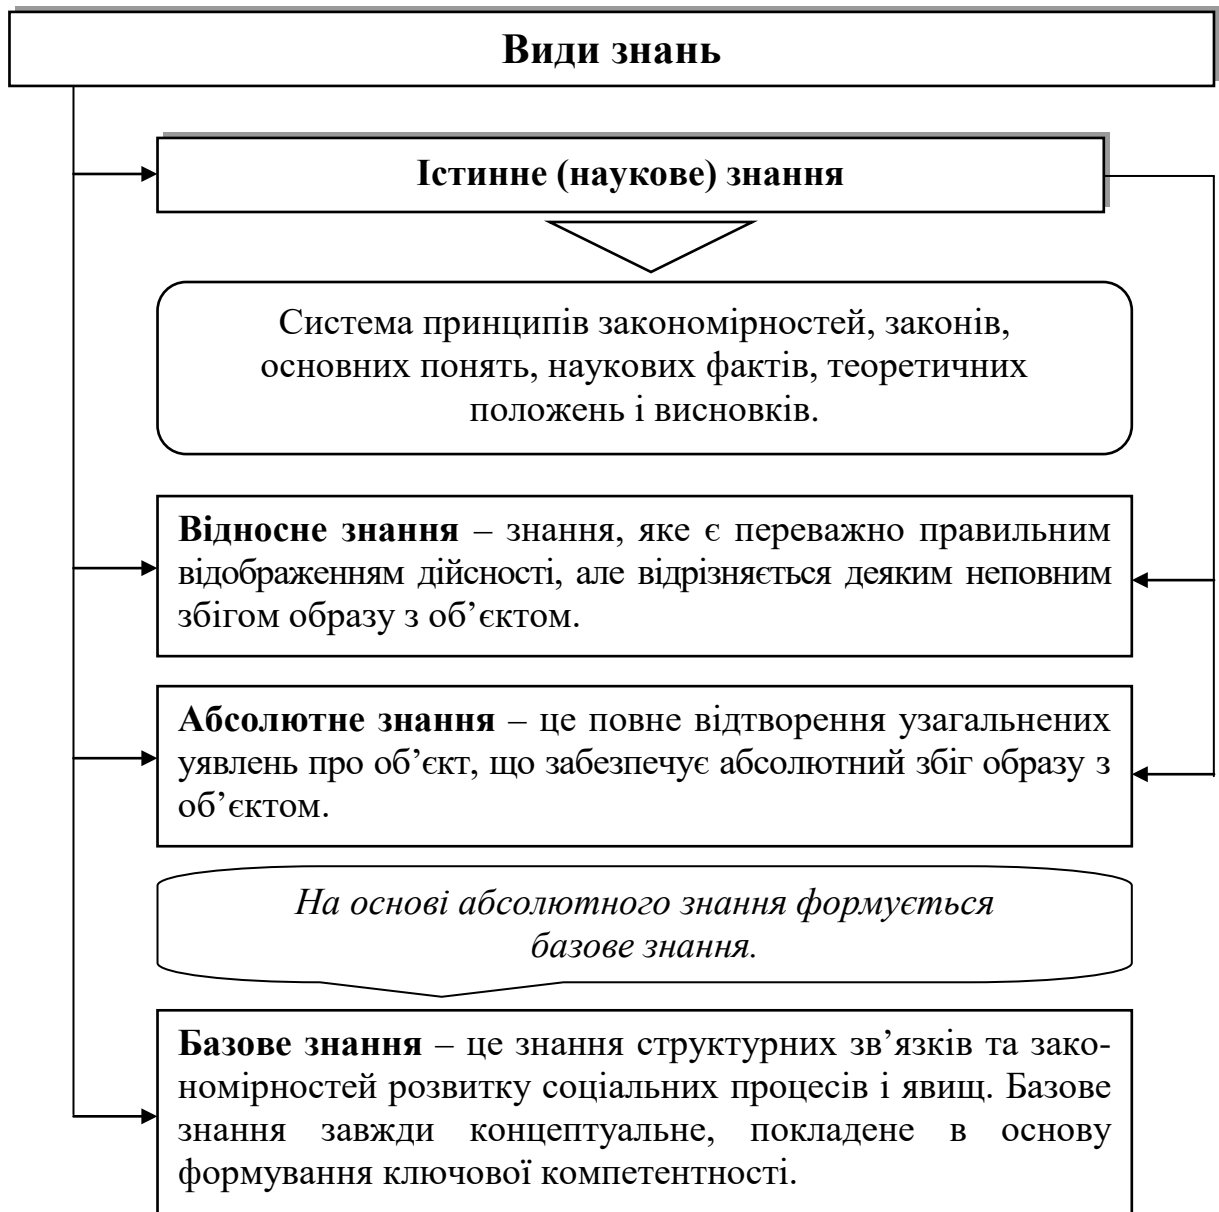 Види знань
Істинне (наукове) знання
Система принципів закономірностей, законів,
основних понять, наукових фактів, теоретичних
положень і висновків.
Відносне знання – знання, яке є переважно правильним
відображенням дійсності, але відрізняється деяким неповним
збігом образу з об’єктом.
Абсолютне знання – це повне відтворення узагальнених
уявлень про об’єкт, що забезпечує абсолютний збіг образу з
об’єктом.
На основі абсолютного знання формується
базове знання.
Базове знання – це знання структурних зв’язків та зако-
номірностей розвитку соціальних процесів і явищ. Базове
знання завжди концептуальне, покладене в основу
формування ключової компетентності.